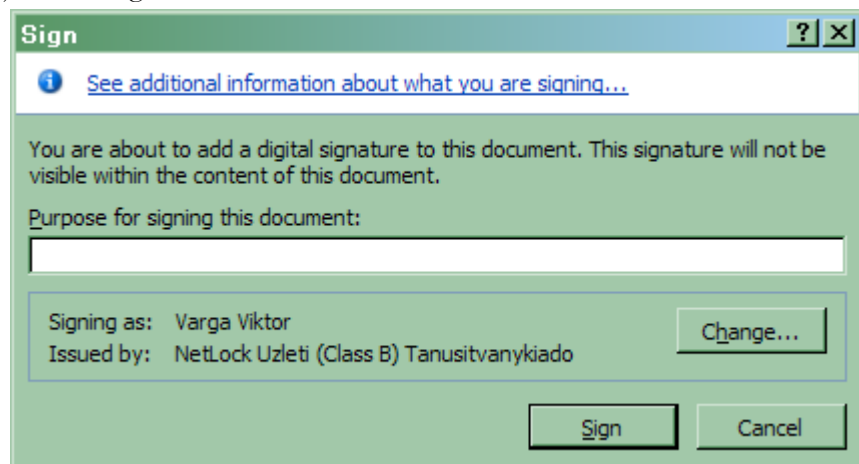 Sign
See additional information about what you are signing...
You are about to add a digital signature to this document. This signature will not be
visible within the content of this document.
Purpose for signing this document:
Signing as: Varga Viktor
Change...
Issued by: NetLock Uzleti (Class B) Tanusitvanykiado
Sign Cancel